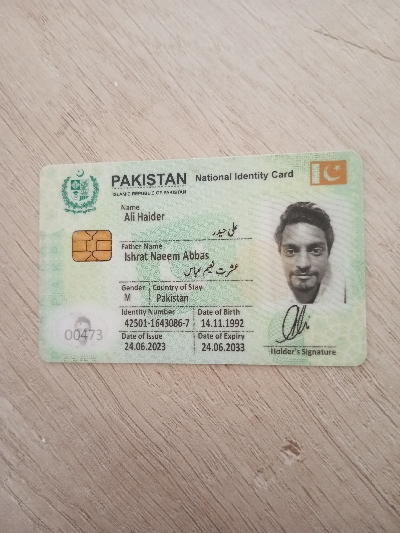 PAKISTAN National Identity Card
ISLAMIC REPUBLIC OF PAKISTAN
Name
Ali Haider
علی حیدر
Father Name
Ishrat Naeem Abbas
عشرت نعیم عباس
Gender Country of Stay
M Pakistan
Identity Number Date of Birth
42501-1643086-7 14.11.1992
Date of Issue Date of Expiry
24.06.2023 24.06.2033
00473
Holder's Signature